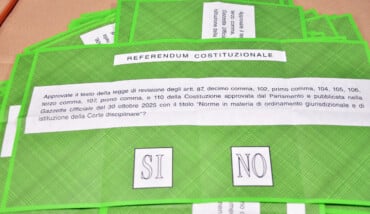 REFERENDUM COSTITUZIONALE
Approvate il testo della legge di revisione degli artt. 87, decimo comma, 102, primo comma, 104, 105, 106,
terzo comma, 107, primo comma, e 110 della Costituzione approvata dal Parlamento e pubblicata nella
Gazzetta Ufficiale del 30 ottobre 2025 con il titolo "Norme in materia di ordinamento giurisdizionale e di
istituzione della Corte disciplinare"?
SI NO